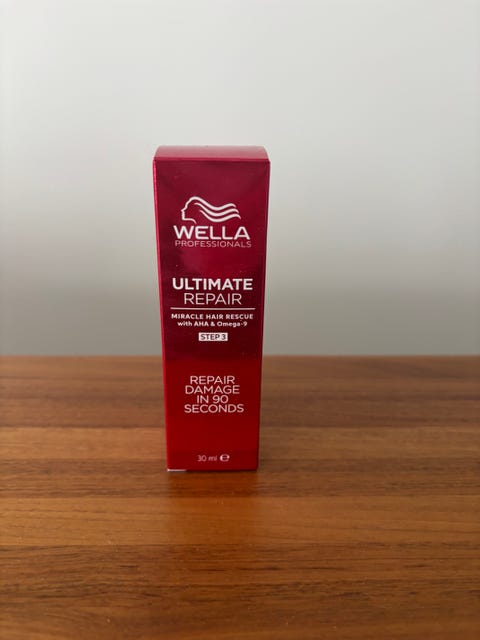 WELLA
PROFESSIONALS
ULTIMATE
REPAIR
MIRACLE HAIR RESCUE
with AHA & Omega-9
STEP 3
REPAIR
DAMAGE
IN 90
SECONDS
30 ml ℮